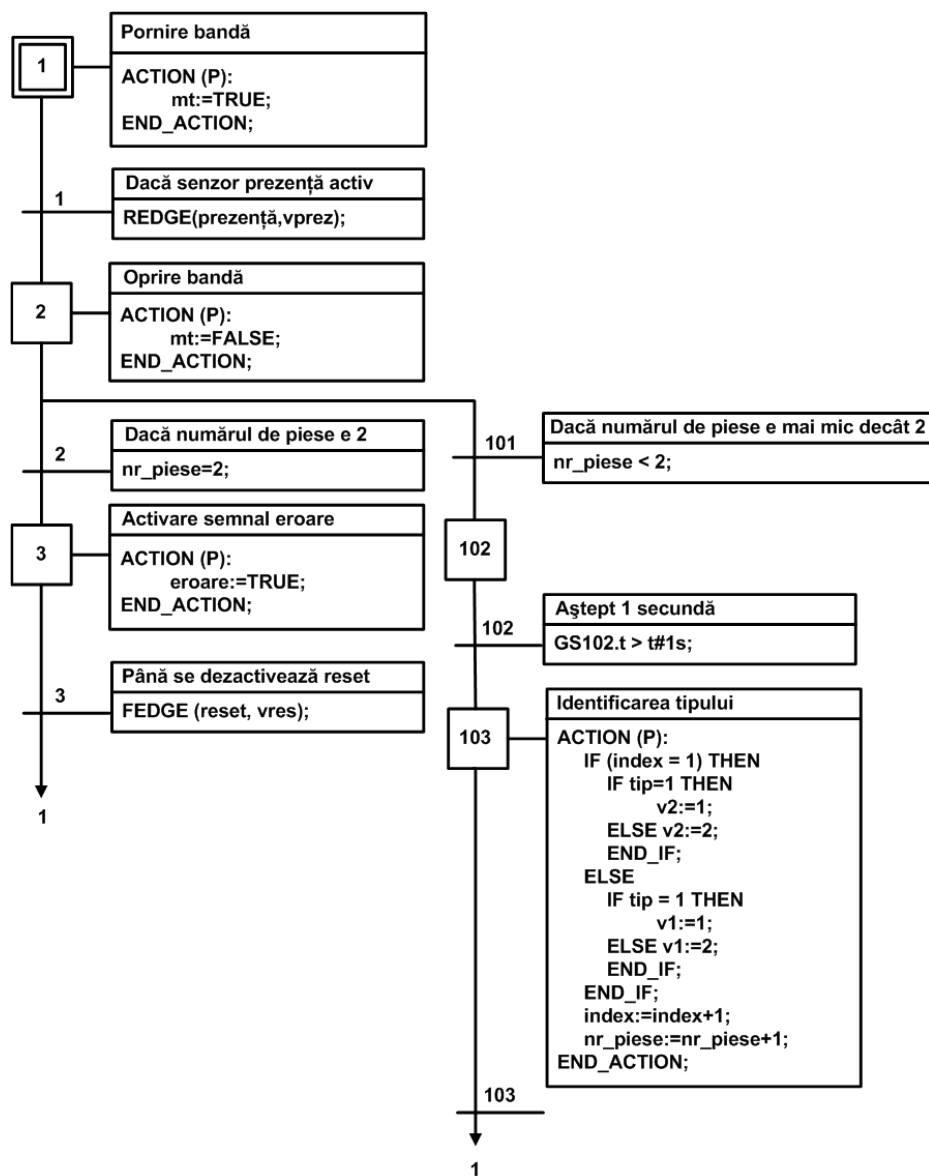 1
Pornire bandă
ACTION (P):
mt:=TRUE;
END_ACTION;
1
Dacă senzor prezenţă activ
REDGE(prezenţă,vprez);
2
Oprire bandă
ACTION (P):
mt:=FALSE;
END_ACTION;
2
Dacă numărul de piese e 2
nr_piese=2;
3
Activare semnal eroare
ACTION (P):
eroare:=TRUE;
END_ACTION;
3
Până se dezactivează reset
FEDGE (reset, vres);
1
101
Dacă numărul de piese e mai mic decât 2
nr_piese < 2;
102
102
Aştept 1 secundă
GS102.t > t#1s;
103
Identificarea tipului
ACTION (P):
IF (index = 1) THEN
IF tip=1 THEN
v2:=1;
ELSE v2:=2;
END_IF;
ELSE
IF tip = 1 THEN
v1:=1;
ELSE v1:=2;
END_IF;
END_IF;
index:=index+1;
nr_piese:=nr_piese+1;
END_ACTION;
103
1